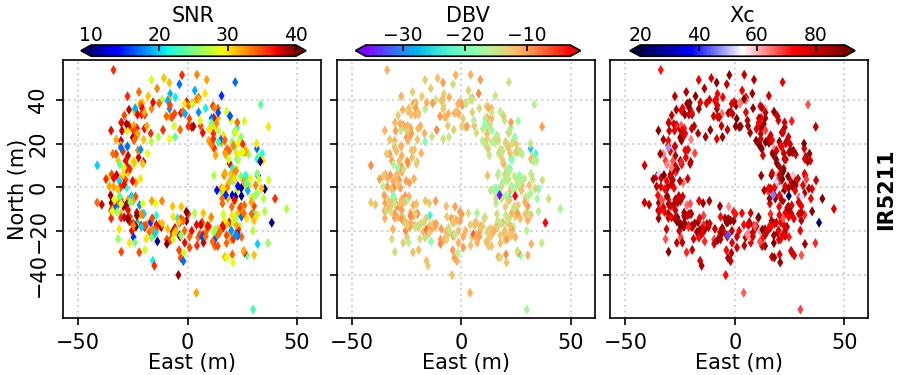 SNR DBV Xc
10 20 30 40 −30 −20 −10 20 40 60 80
North (m)
40
20
0
−20
−40
−50 0 50 −50 0 50 −50 0 50
East (m) East (m) East (m)
IR5211